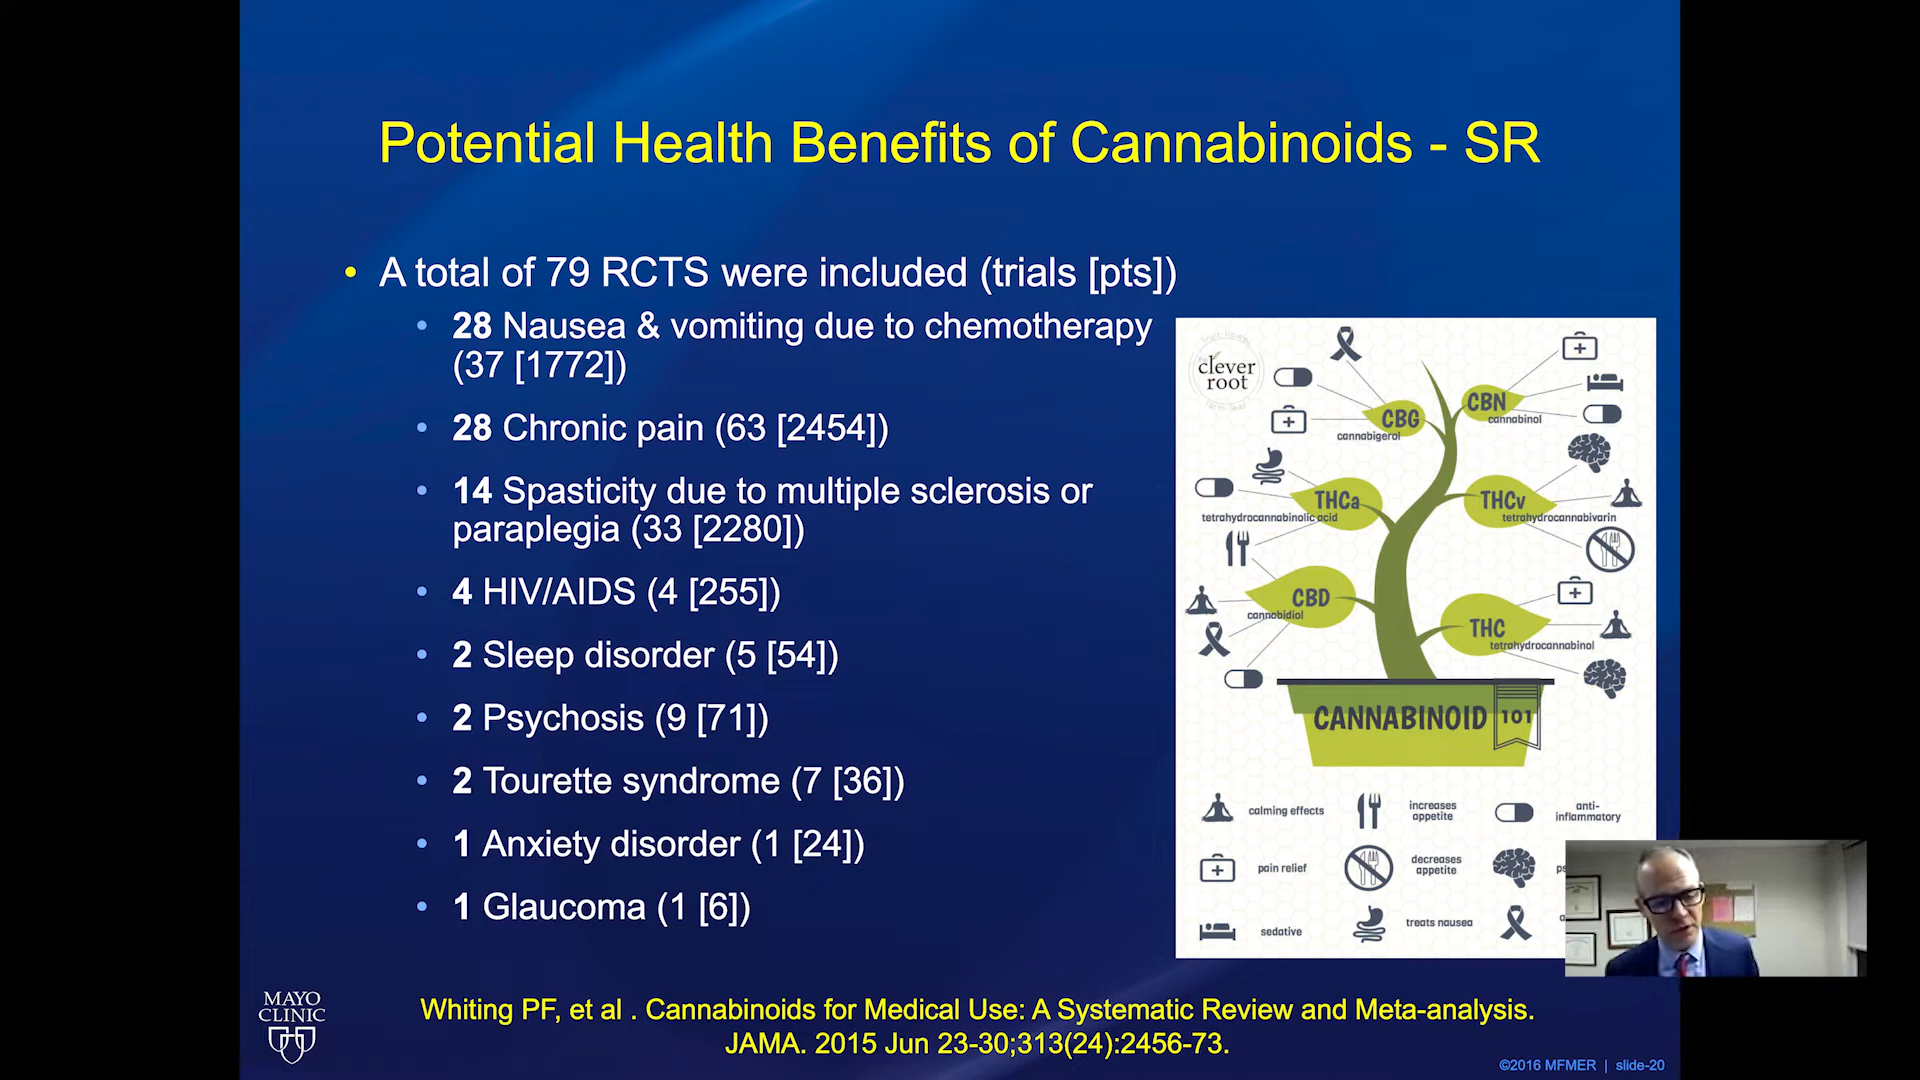 Potential Health Benefits of Cannabinoids - SR
• A total of 79 RCTS were included (trials [pts])
• 28 Nausea & vomiting due to chemotherapy
(37 [1772])
• 28 Chronic pain (63 [2454])
• 14 Spasticity due to multiple sclerosis or
paraplegia (33 [2280])
• 4 HIV/AIDS (4 [255])
• 2 Sleep disorder (5 [54])
• 2 Psychosis (9 [71])
• 2 Tourette syndrome (7 [36])
• 1 Anxiety disorder (1 [24])
• 1 Glaucoma (1 [6])
clever
root
CBG
cannabigerol
CBN
cannabinol
THCa
tetrahydrocannabinolic acid
THCv
tetrahydrocannabivarin
CBD
cannabidiol
THC
tetrahydrocannabinol
CANNABINOID 101
calming effects
increases
appetite
anti-
inflammatory
pain relief
decreases
appetite
sedative
treats nausea
MAYO
CLINIC
Whiting PF, et al . Cannabinoids for Medical Use: A Systematic Review and Meta-analysis.
JAMA. 2015 Jun 23-30;313(24):2456-73.
©2016 MFMER | slide-20